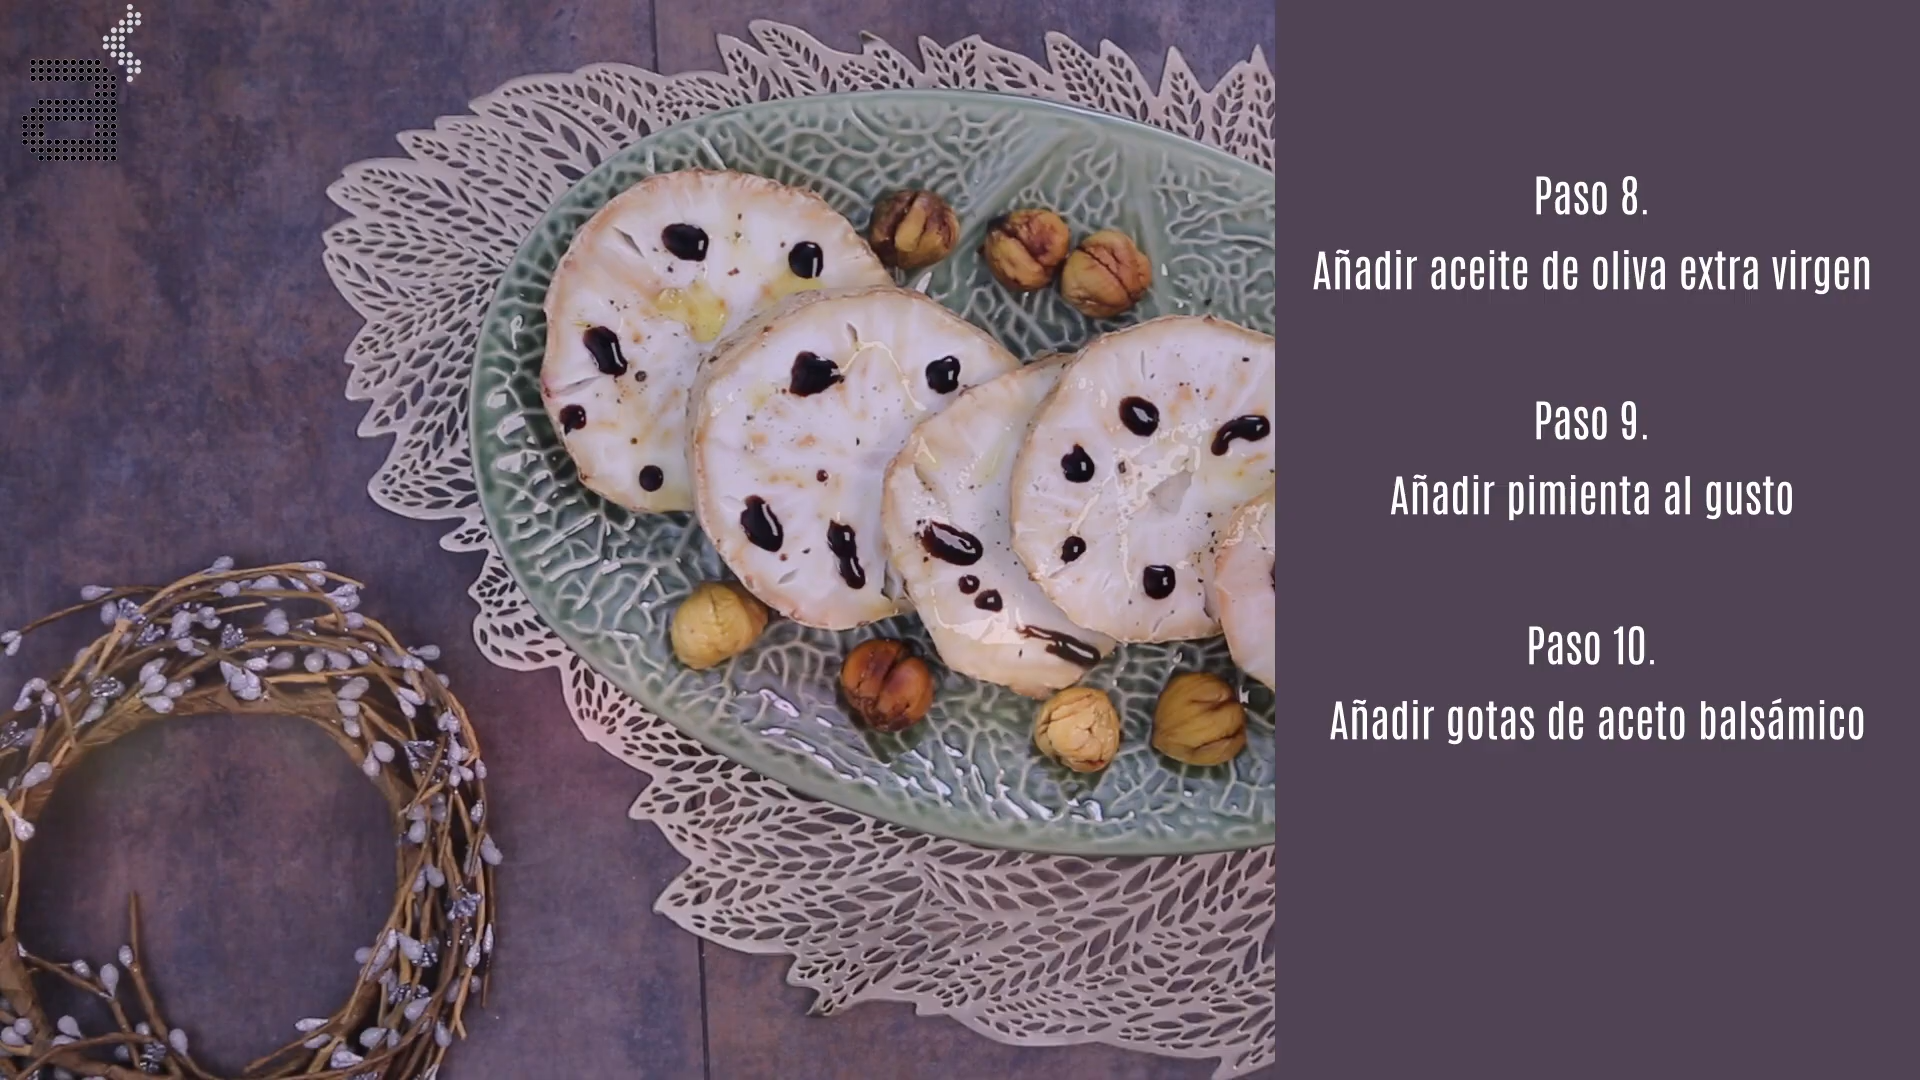 a
Paso 8.
Añadir aceite de oliva extra virgen
Paso 9.
Añadir pimienta al gusto
Paso 10.
Añadir gotas de aceto balsámico